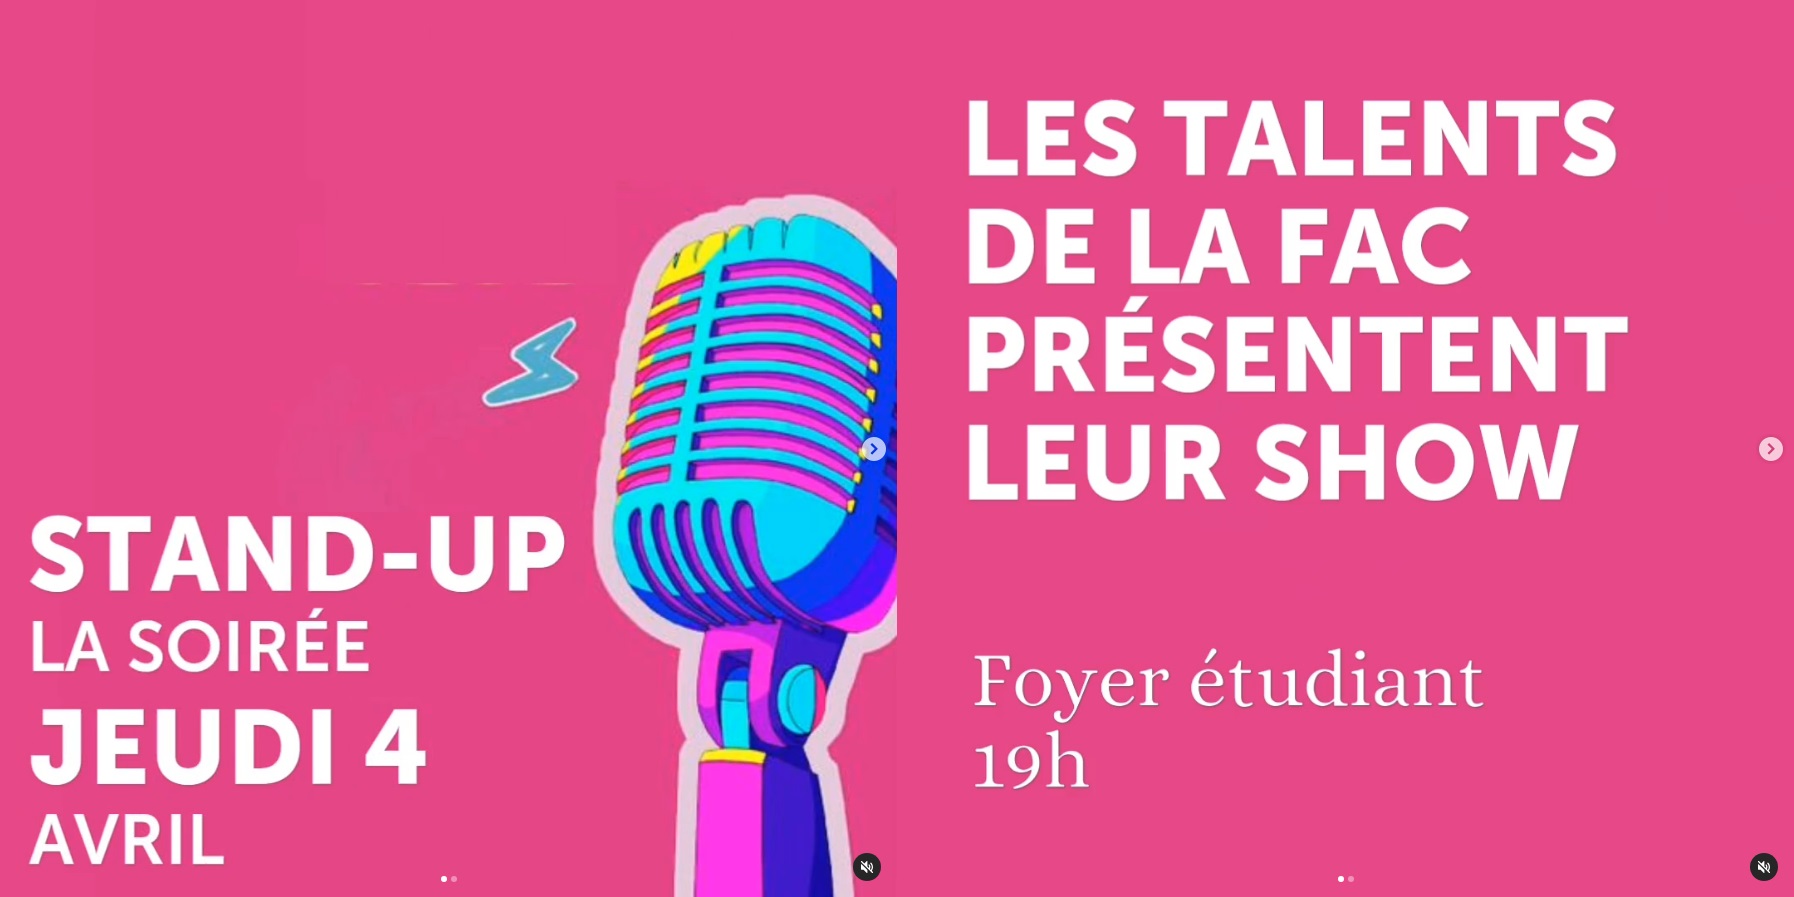 STAND-UP
LA SOIRÉE
JEUDI 4
AVRIL
LES TALENTS
DE LA FAC
PRÉSENTENT
LEUR SHOW
Foyer étudiant
19h